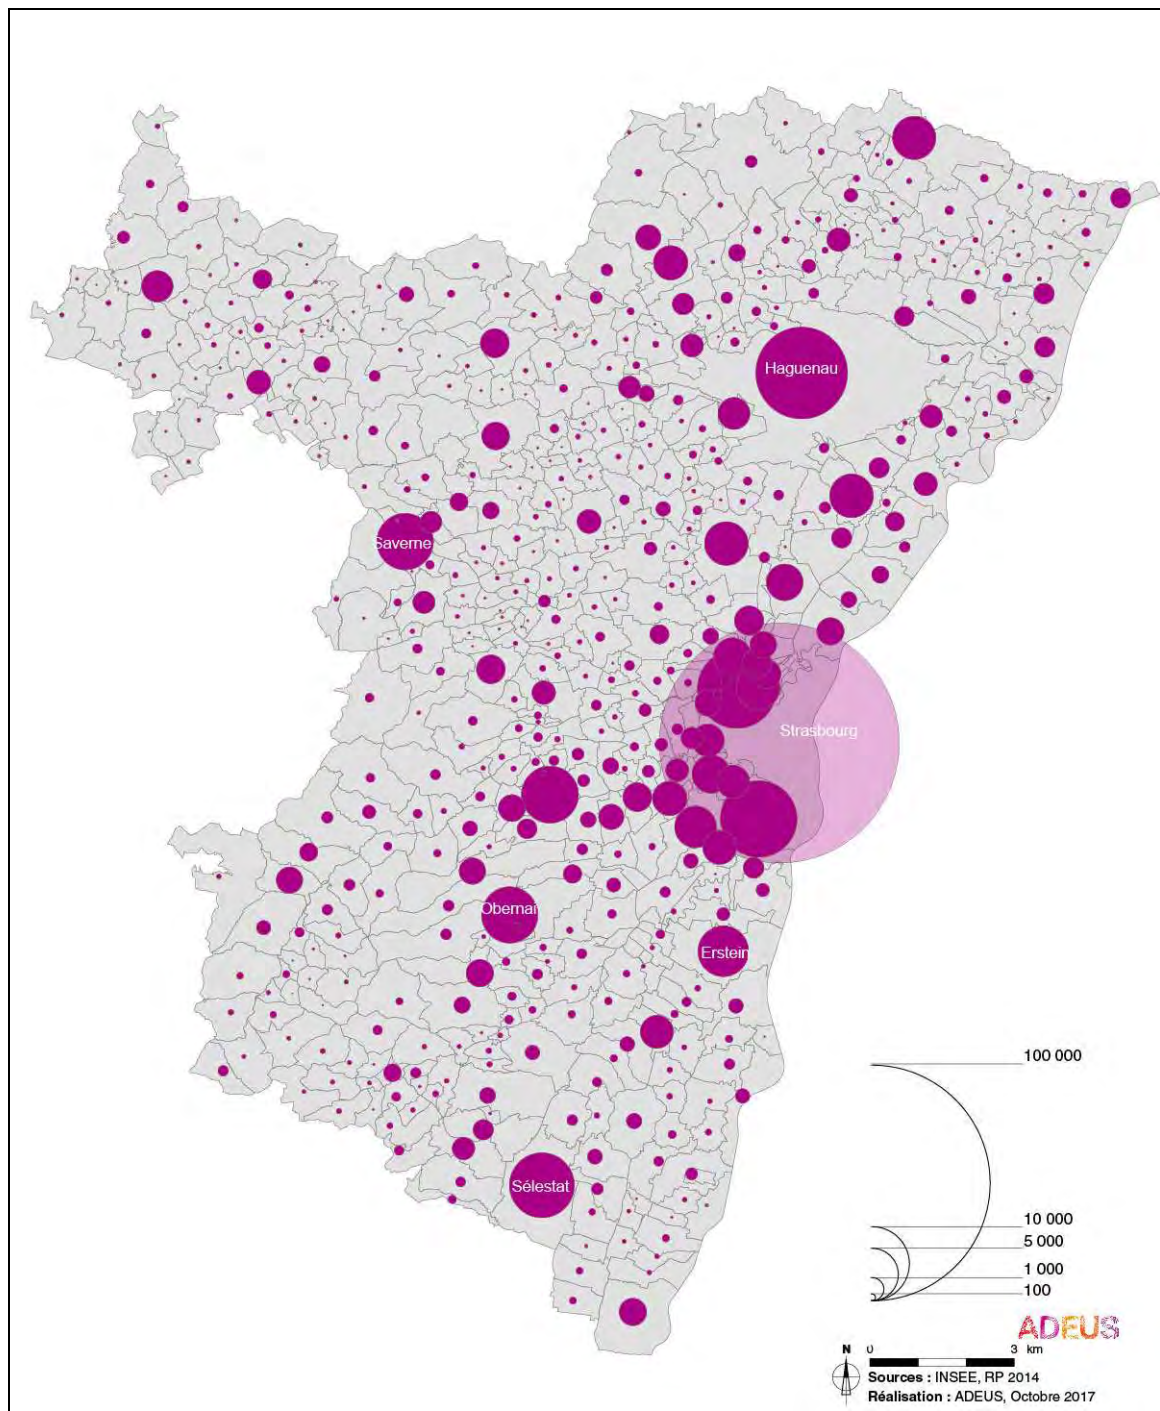 Haguenau
Saverne
Strasbourg
Obernai
Erstein
Sélestat
100 000
10 000
5 000
1 000
100
ADEUS
N 0 3 km
Sources : INSEE, RP 2014
Réalisation : ADEUS, Octobre 2017